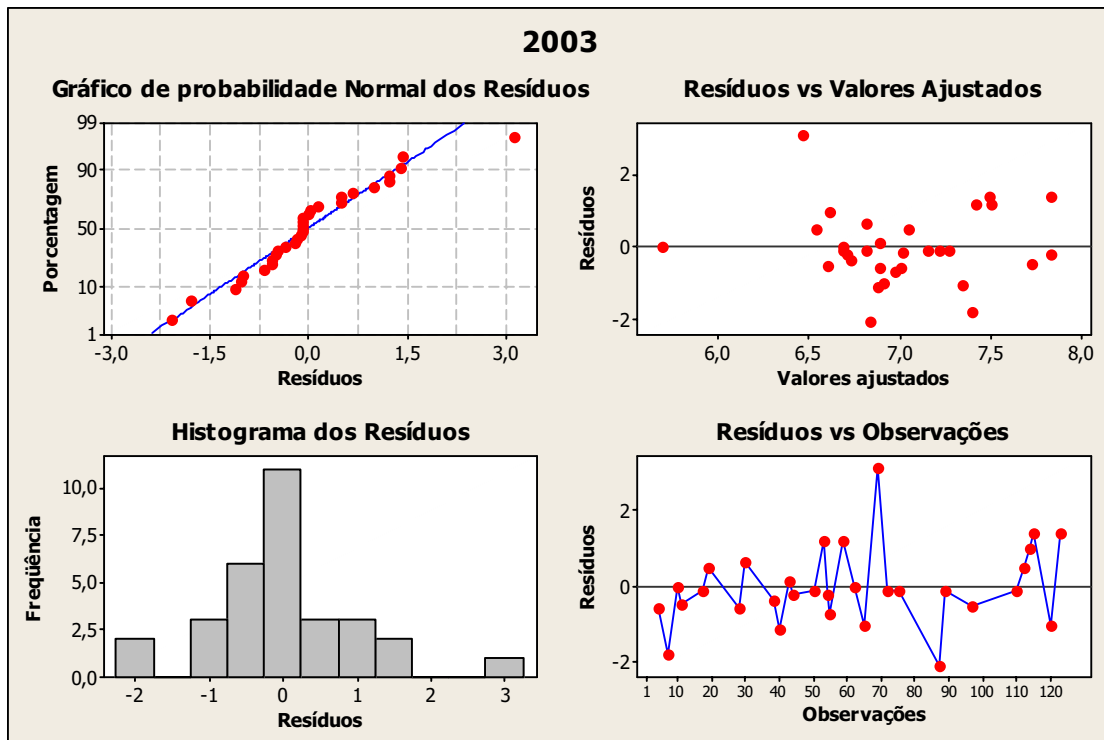 2003
Gráfico de probabilidade Normal dos Resíduos
Porcentagem
99
90
50
10
1
-3,0 -1,5 0,0 1,5 3,0
Resíduos
Resíduos vs Valores Ajustados
Resíduos
2
0
-2
6,0 6,5 7,0 7,5 8,0
Valores ajustados
Histograma dos Resíduos
Freqüência
10,0
7,5
5,0
2,5
0,0
-2 -1 0 1 2 3
Resíduos
Resíduos vs Observações
Resíduos
2
0
-2
1 10 20 30 40 50 60 70 80 90 100 110 120
Observações